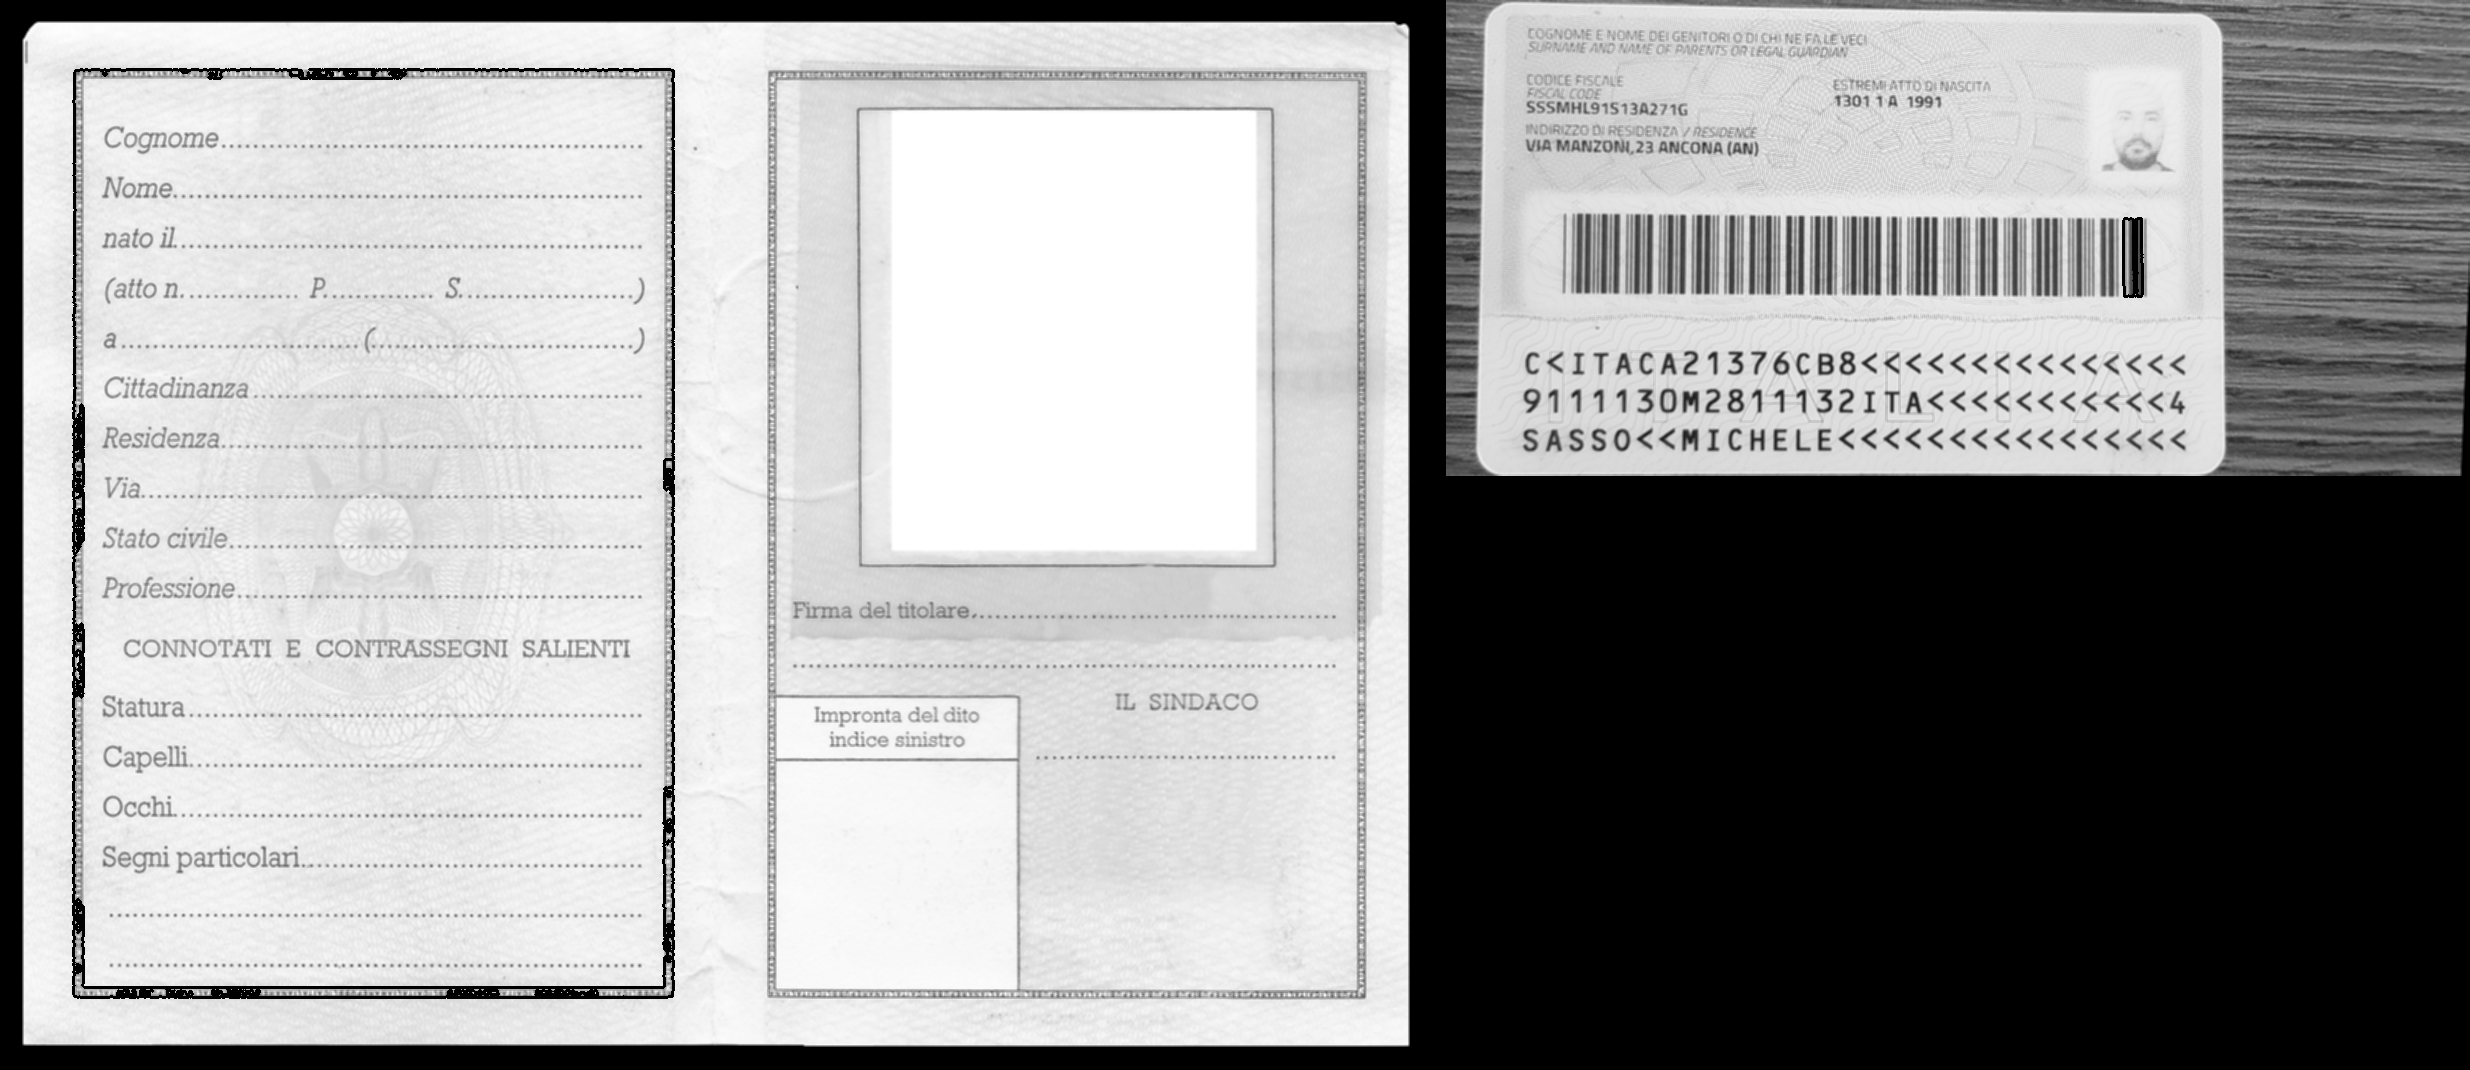 Cognome
Nome
nato il
(atto n. P. S. )
a ( )
Cittadinanza
Residenza
Via
Stato civile
Professione
CONNOTATI E CONTRASSEGNI SALIENTI
Statura
Capelli
Occhi
Segni particolari
Firma del titolare
IL SINDACO
Impronta del dito
indice sinistro
COGNOME E NOME DEI GENITORI O DI CHI NE FA LE VECI
SURNAME AND NAME OF PARENTS OR LEGAL GUARDIAN
CODICE FISCALE
FISCAL CODE
SSSMHL91S13A271G
ESTREMI ATTO DI NASCITA
1301 1 A 1991
INDIRIZZO DI RESIDENZA / RESIDENCE
VIA MANZONI,23 ANCONA (AN)
C<ITACA21376CB8<<<<<<<<<<<<<<<
9111130M2811132ITA<<<<<<<<<<<4
SASSO<<MICHELE<<<<<<<<<<<<<<<<